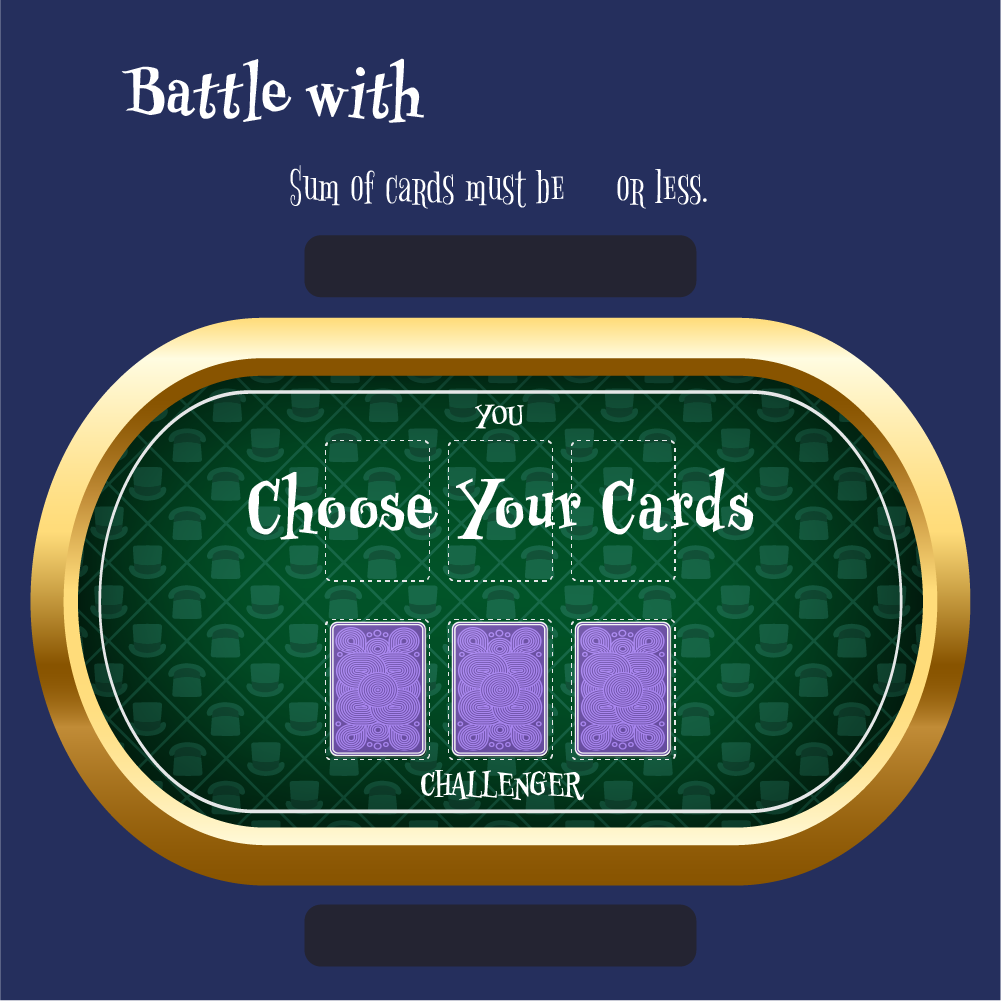 Battle with
Sum of cards must be or less.
YOU
Choose Your Cards
CHALLENGER